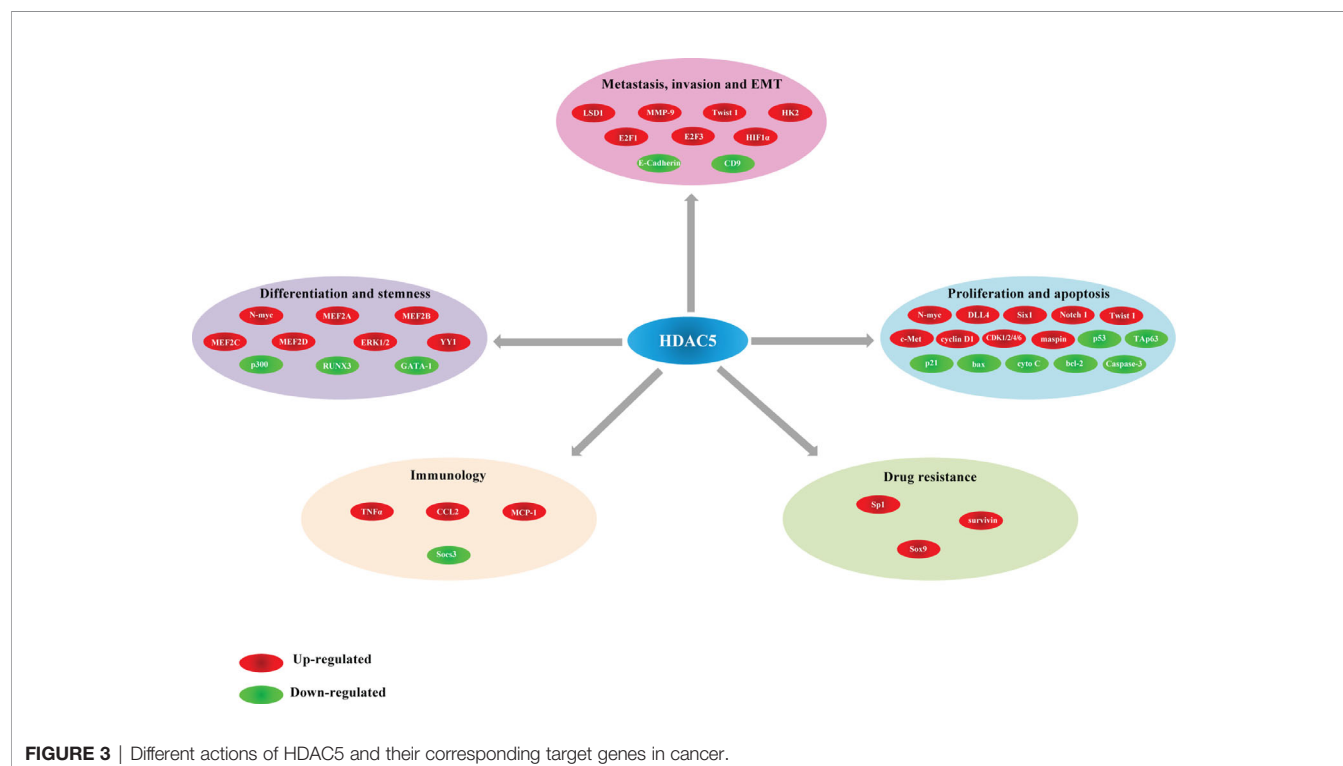 Metastasis, invasion and EMT
LSD1 MMP-9 Twist 1 HK2
E2F1 E2F3 HIF1α
E-Cadherin CD9
Differentiation and stemness
N-myc MEF2A MEF2B
MEF2C MEF2D ERK1/2 YY1
p300 RUNX3 GATA-1
HDAC5
Proliferation and apoptosis
N-myc DLL4 Six1 Notch 1 Twist 1
c-Met cyclin D1 CDK1/2/4/6 maspin p53 TAp63
p21 bax cyto C bcl-2 Caspase-3
Immunology
TNFα CCL2 MCP-1
Socs3
Drug resistance
Sp1
survivin
Sox9
Up-regulated
Down-regulated
FIGURE 3 | Different actions of HDAC5 and their corresponding target genes in cancer.